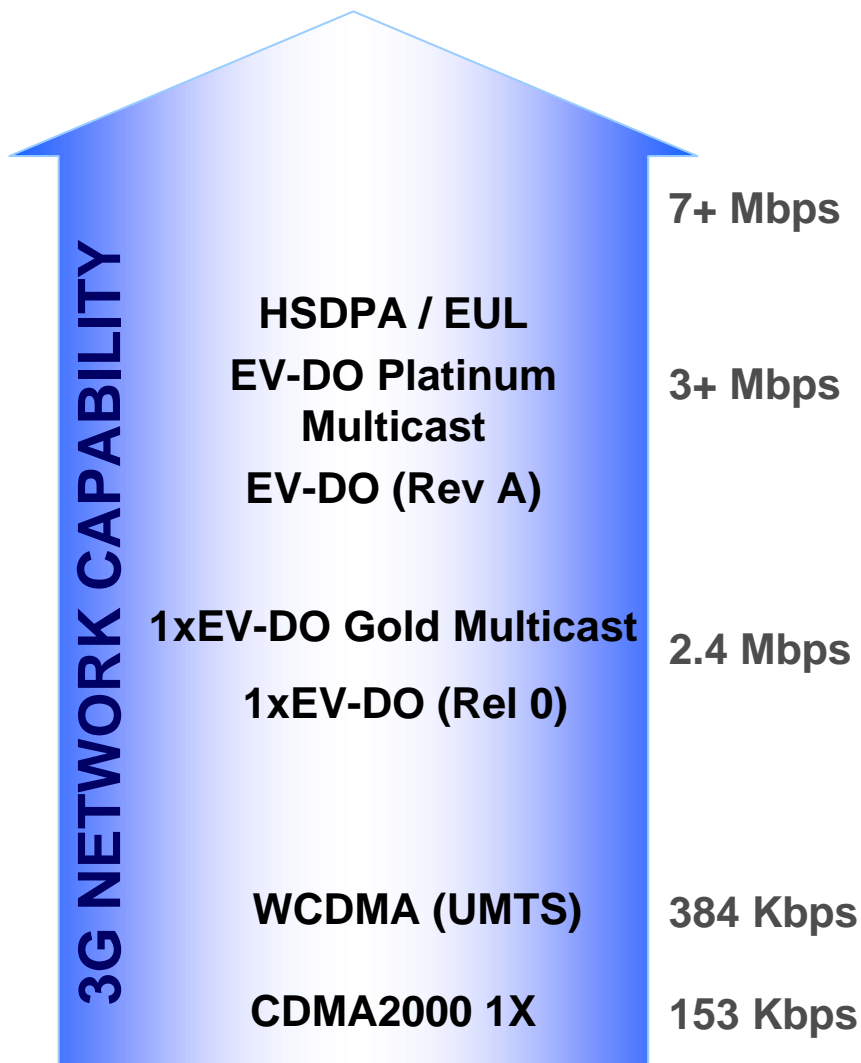 3G NETWORK CAPABILITY
7+ Mbps
HSDPA / EUL
EV-DO Platinum
Multicast
3+ Mbps
EV-DO (Rev A)
1xEV-DO Gold Multicast
2.4 Mbps
1xEV-DO (Rel 0)
WCDMA (UMTS)
384 Kbps
CDMA2000 1X
153 Kbps